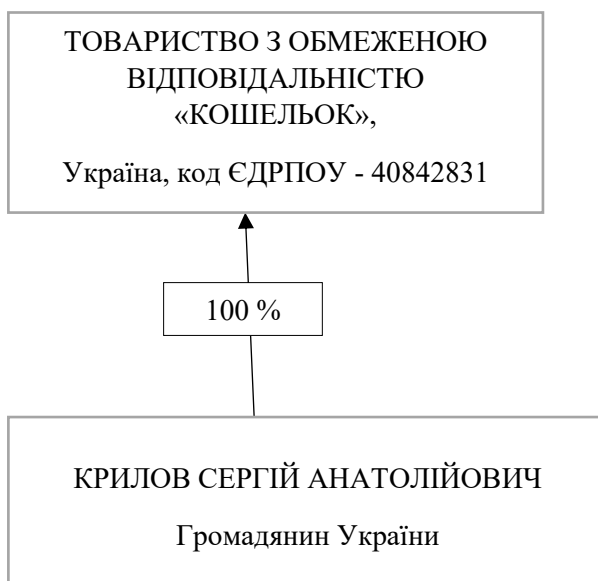 ТОВАРИСТВО З ОБМЕЖЕНОЮ
ВІДПОВІДАЛЬНІСТЮ
«КОШЕЛЬОК»,
Україна, код ЄДРПОУ - 40842831
100 %
КРИЛОВ СЕРГІЙ АНАТОЛІЙОВИЧ
Громадянин України